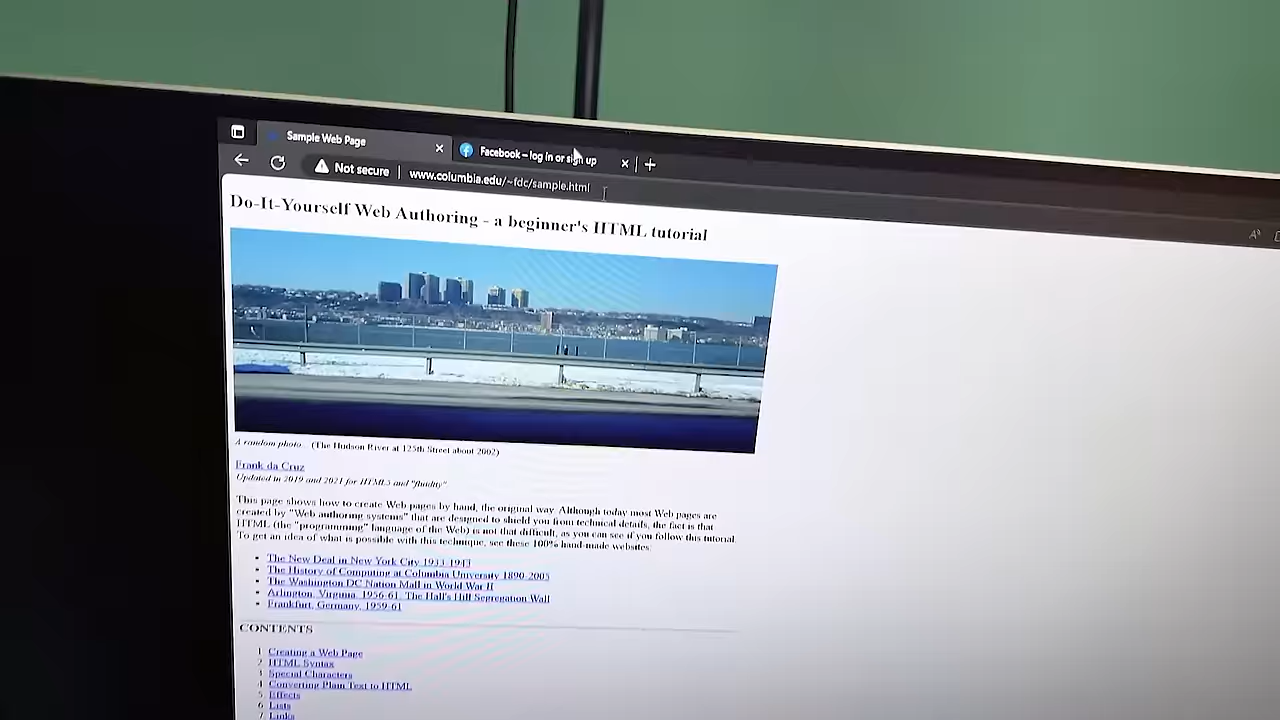 Sample Web Page
Facebook – log in or sign up
Not secure
www.columbia.edu/~fdc/sample.html
Do-It-Yourself Web Authoring - a beginner's HTML tutorial
A random photo. (The Hudson River at 125th Street about 2002)
Frank da Cruz
Updated in 2019 and 2021 for HTML5 and "fluidity"
This page shows how to create Web pages by hand, the original way. Although today most Web pages are
created by "Web authoring systems" that are designed to shield you from technical details, the fact is that
HTML (the "programming" language of the Web) is not that difficult, as you can see if you follow this tutorial.
To get an idea of what is possible with this technique, see these 100% hand-made websites:
The New Deal in New York City 1933-1943
The History of Computing at Columbia University 1890-2005
The Washington DC Nation Mall in World War II
Arlington, Virginia, 1956-61: The Hall's Hill Segregation Wall
Frankfurt, Germany, 1959-61
CONTENTS
1 Creating a Web Page
2 HTML Syntax
3 Special Characters
4 Converting Plain Text to HTML
5 Effects
6 Lists
7 Links